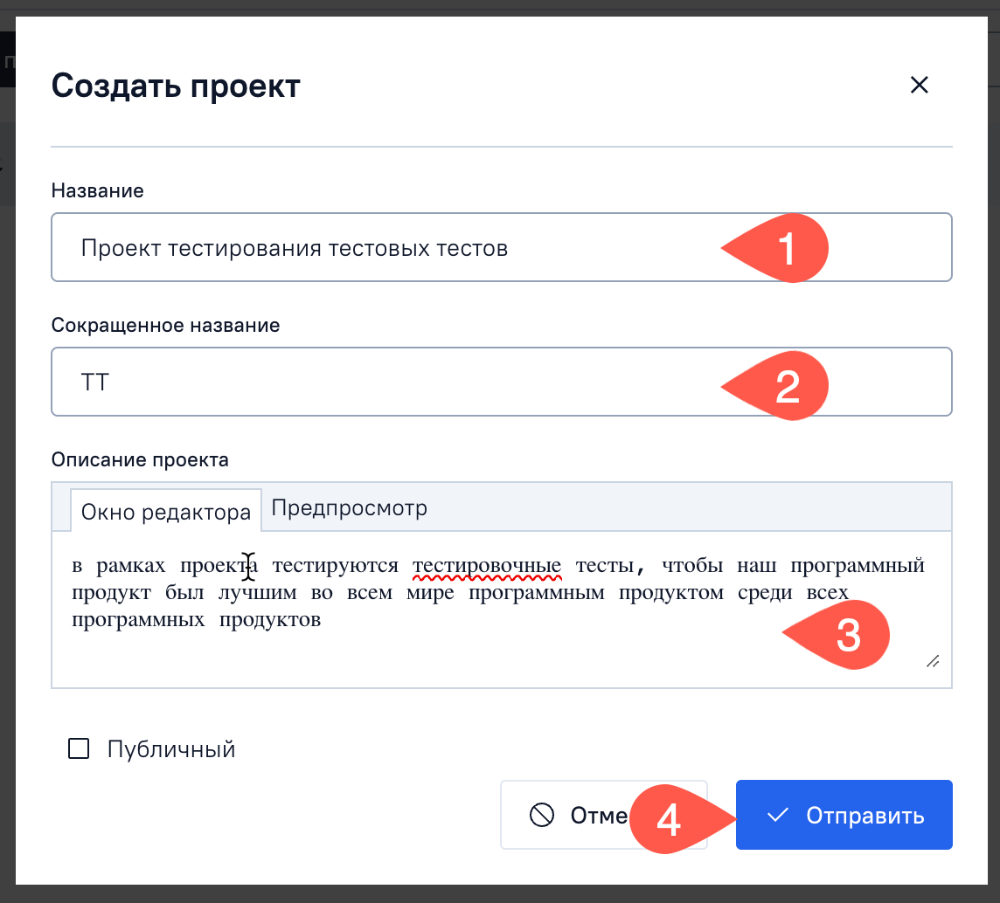 Создать проект
Название
Проект тестирования тестовых тестов
1
Сокращенное название
ТТ
2
Описание проекта
Окно редактора Предпросмотр
в рамках проекта тестируются тестировочные тесты, чтобы наш программный
продукт был лучшим во всем мире программным продуктом среди всех
программных продуктов
3
Публичный
Отме 4 Отправить